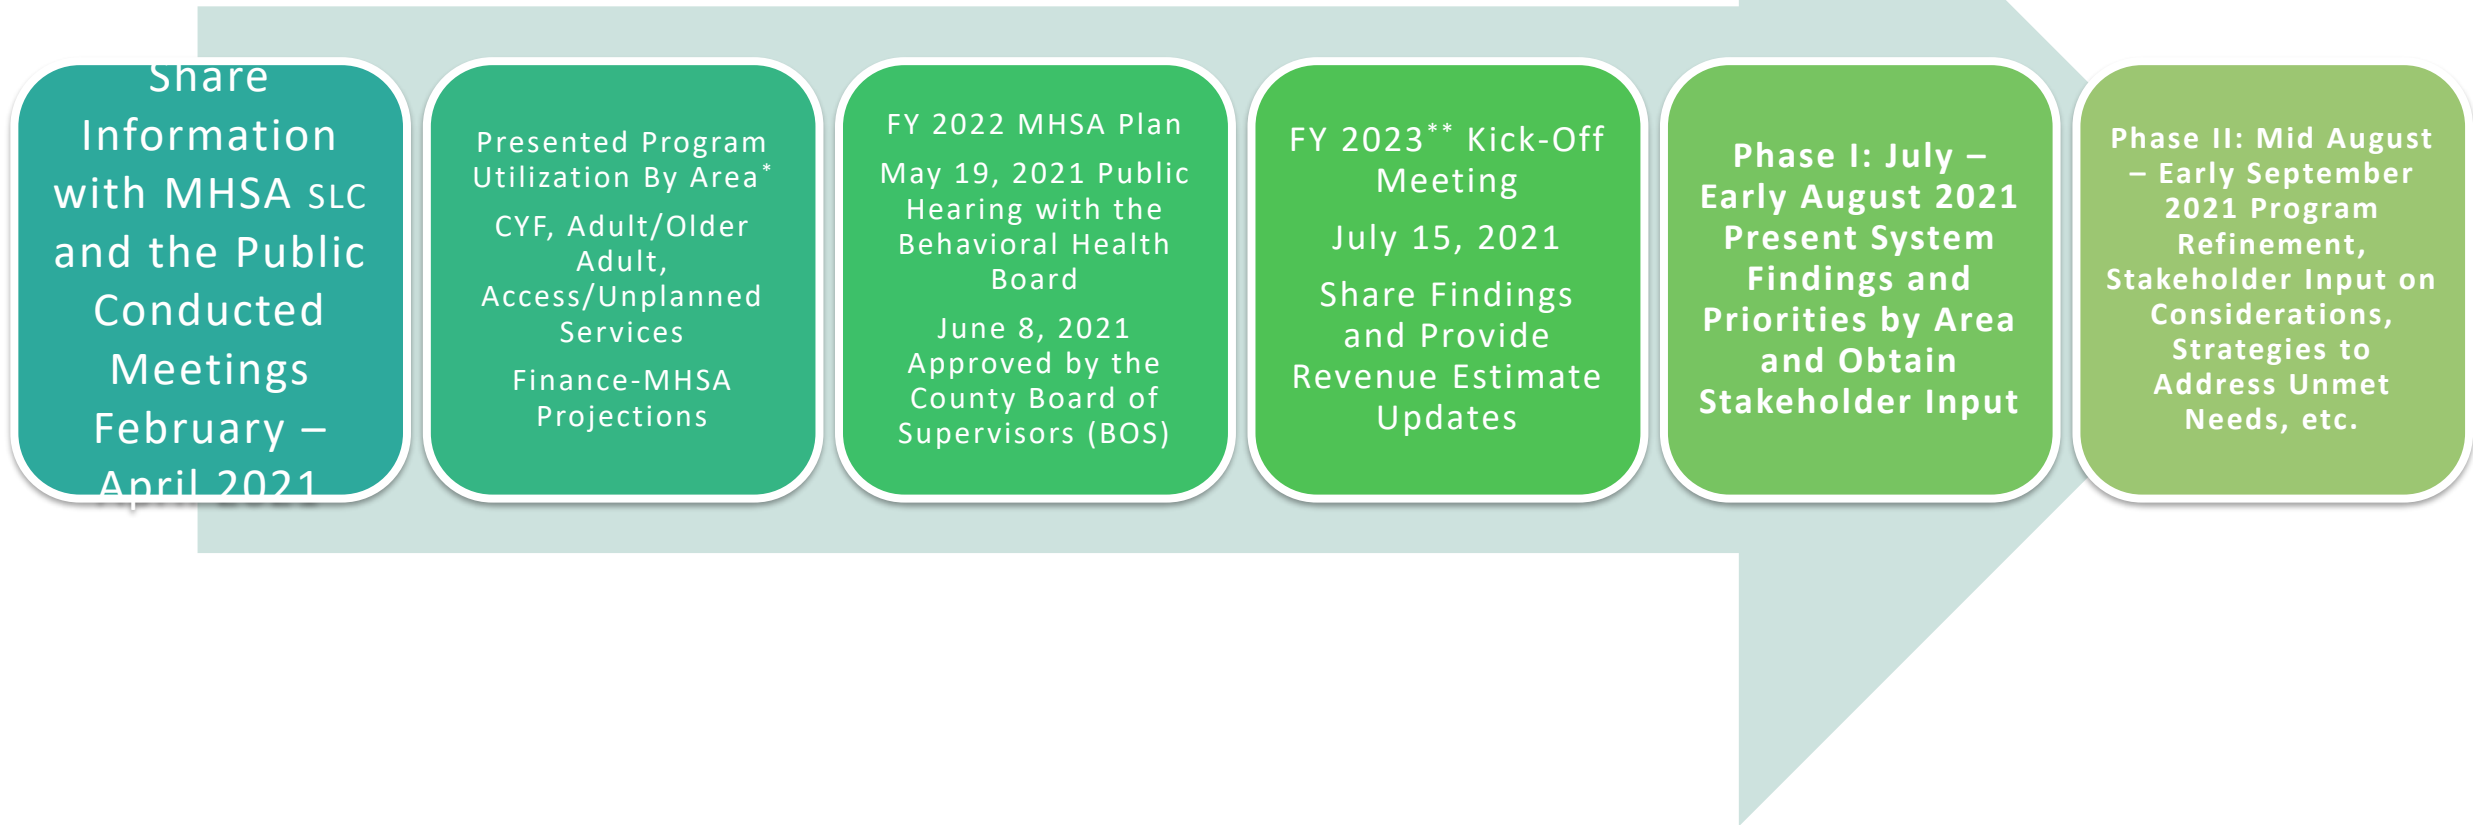 Share
Information
with MHSA SLC
and the Public
Conducted
Meetings
February –
April 2021
Presented Program
Utilization By Area*
CYF, Adult/Older
Adult,
Access/Unplanned
Services
Finance-MHSA
Projections
FY 2022 MHSA Plan
May 19, 2021 Public
Hearing with the
Behavioral Health
Board
June 8, 2021
Approved by the
County Board of
Supervisors (BOS)
FY 2023** Kick-Off
Meeting
July 15, 2021
Share Findings
and Provide
Revenue Estimate
Updates
Phase I: July –
Early August 2021
Present System
Findings and
Priorities by Area
and Obtain
Stakeholder Input
Phase II: Mid August
– Early September
2021 Program
Refinement,
Stakeholder Input on
Considerations,
Strategies to
Address Unmet
Needs, etc.